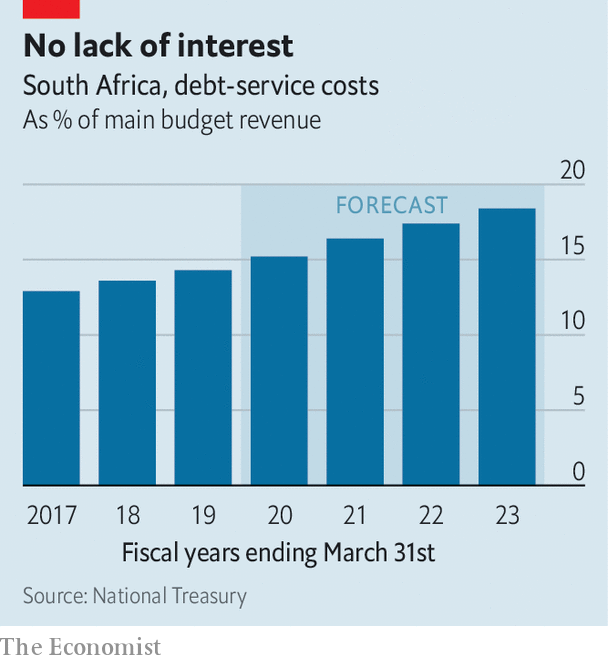 No lack of interest
South Africa, debt-service costs
As % of main budget revenue
20
FORECAST
15
10
5
0
2017 18 19 20 21 22 23
Fiscal years ending March 31st
Source: National Treasury
The Economist